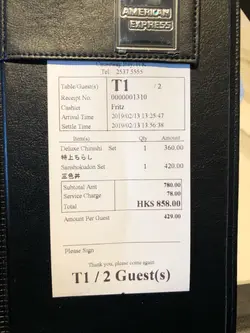 AMERICAN
EXPRESS
Tel: 2537 5555
Table/Guest(s) T1 / 2
Receipt No. 0000001310
Cashier Fritz
Arrival Time 2019/02/13 13:25:47
Settle Time 2019/02/13 13:56:38
Item(s) Qty Amount
Deluxe Chirashi Set 1 360.00
特上ちらし
Sanshokudon Set 1 420.00
三色丼
Subtotal Amt 780.00
Service Charge 78.00
Total HK$ 858.00
Amount Per Guest 429.00
Please Sign
Thank you, please come again
T1 / 2 Guest(s)